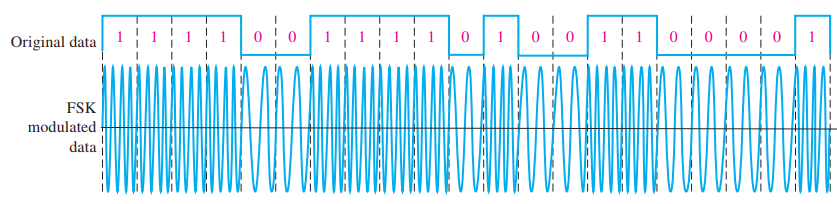 Original data
1 1 1 1 0 0 1 1 1 1 0 1 0 0 1 1 0 0 0 0 1
FSK
modulated
data